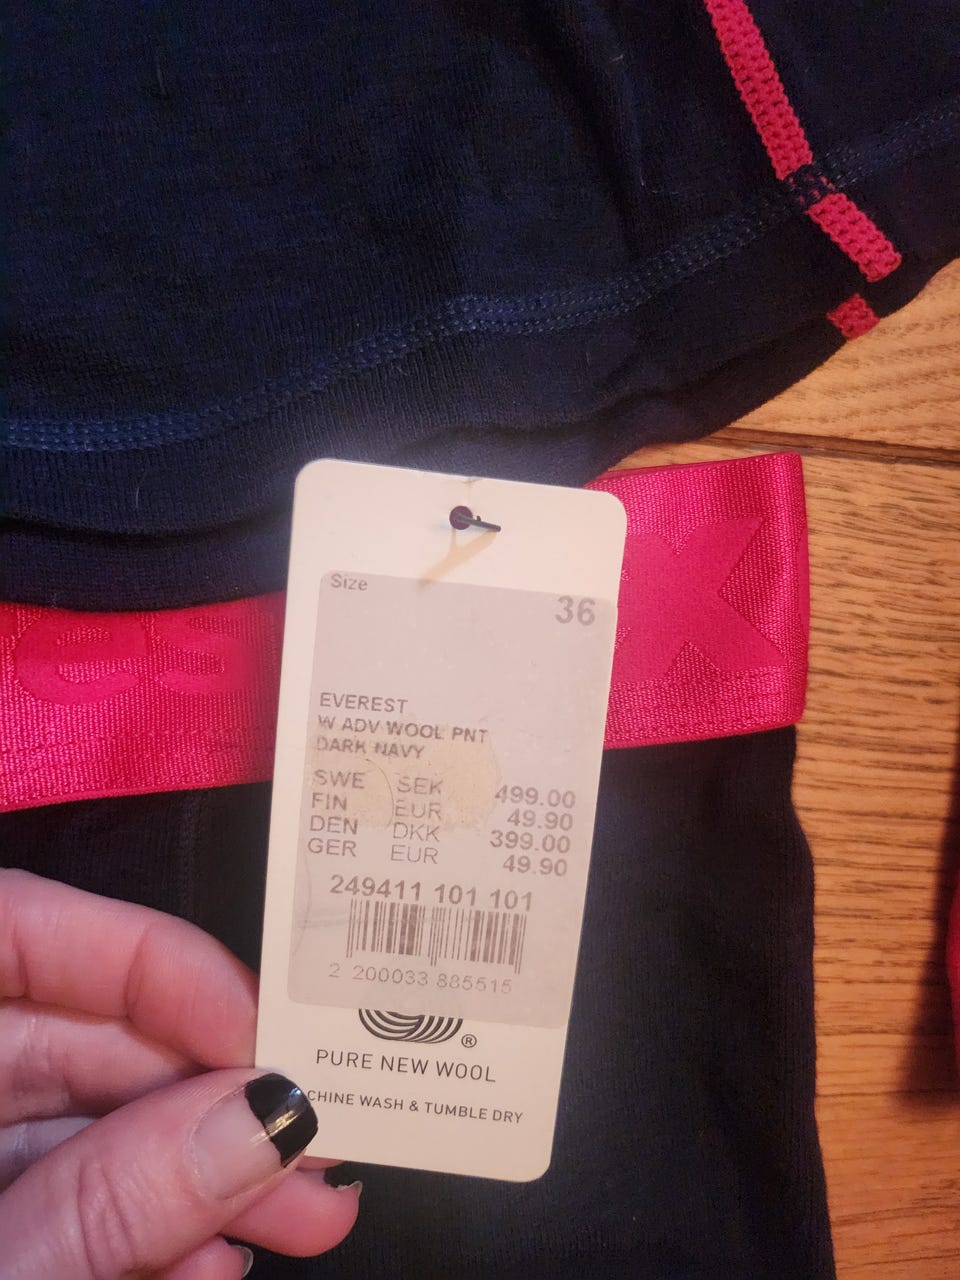 Size
36
EVEREST
W ADV WOOL PNT
DARK NAVY
SWE SEK 499.00
FIN EUR 49.90
DEN DKK 399.00
GER EUR 49.90
249411 101 101
2 200033 885515
®
PURE NEW WOOL
CHINE WASH & TUMBLE DRY
es